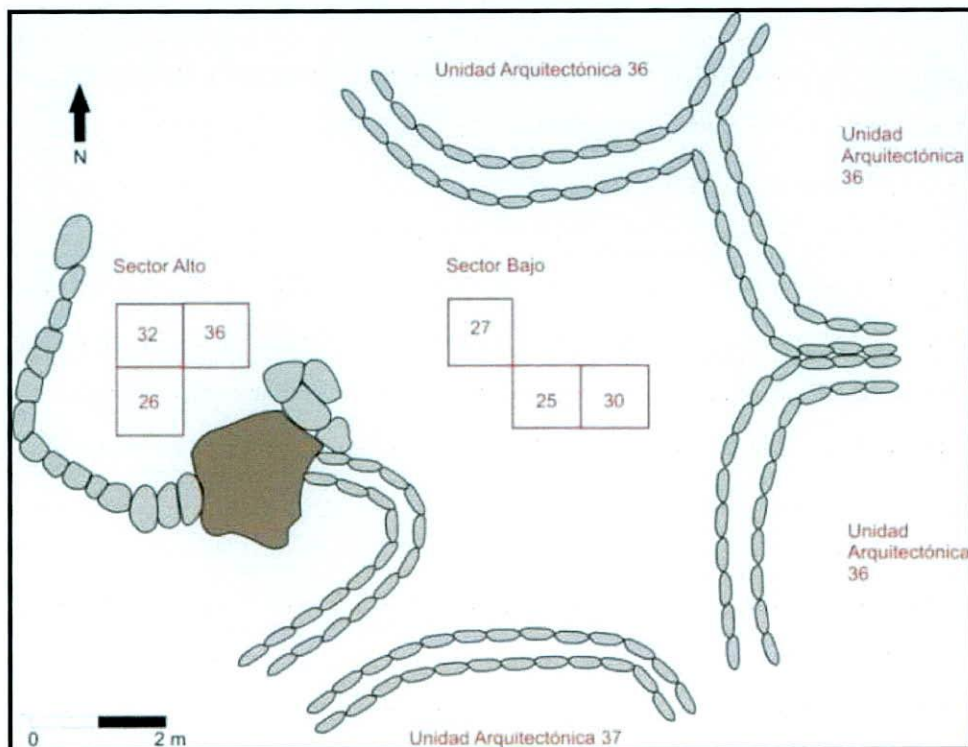 Unidad Arquitectónica 36
N
Unidad
Arquitectónica
36
Sector Alto
Sector Bajo
32
36
27
26
25
30
Unidad
Arquitectónica
36
0
2 m
Unidad Arquitectónica 37